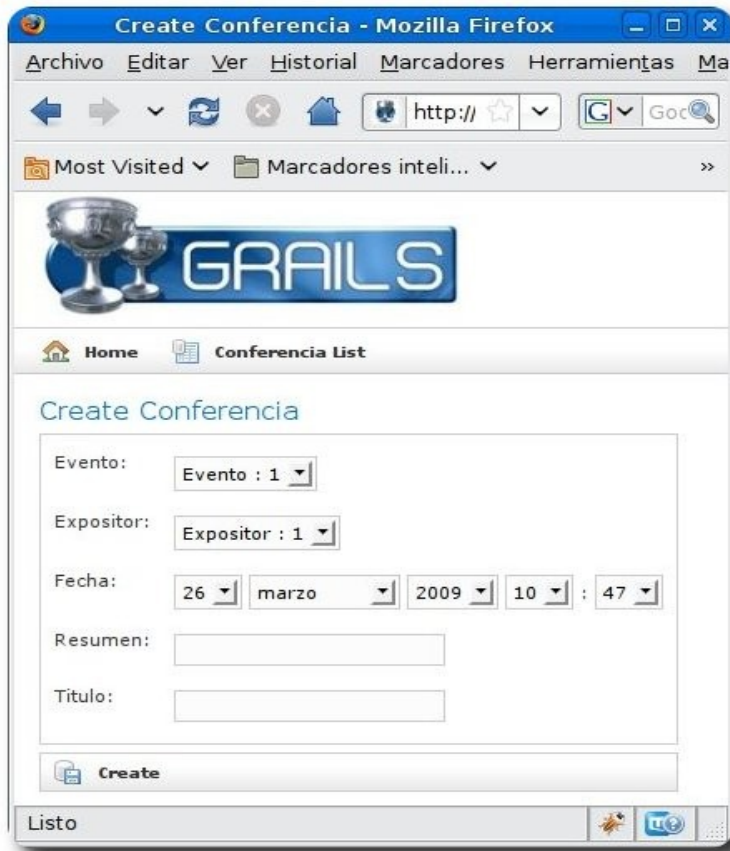 Create Conferencia - Mozilla Firefox
Archivo Editar Ver Historial Marcadores Herramientas Ma
http:// G Goo
Most Visited Marcadores inteli... »
GRAILS
Home Conferencia List
Create Conferencia
Evento: Evento : 1
Expositor: Expositor : 1
Fecha: 26 marzo 2009 10 : 47
Resumen:
Titulo:
Create
Listo